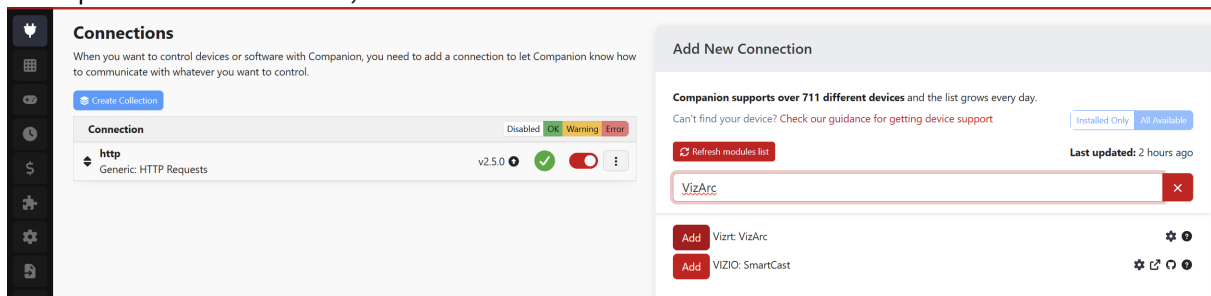 Connections
When you want to control devices or software with Companion, you need to add a connection to let Companion know how
to communicate with whatever you want to control.
Create Collection
Connection
Disabled OK Warning Error
http
Generic: HTTP Requests
v2.5.0
Add New Connection
Companion supports over 711 different devices and the list grows every day.
Can't find your device? Check our guidance for getting device support
Installed Only All Available
Refresh modules list
Last updated: 2 hours ago
VizArc
Add Vizrt: VizArc
Add VIZIO: SmartCast